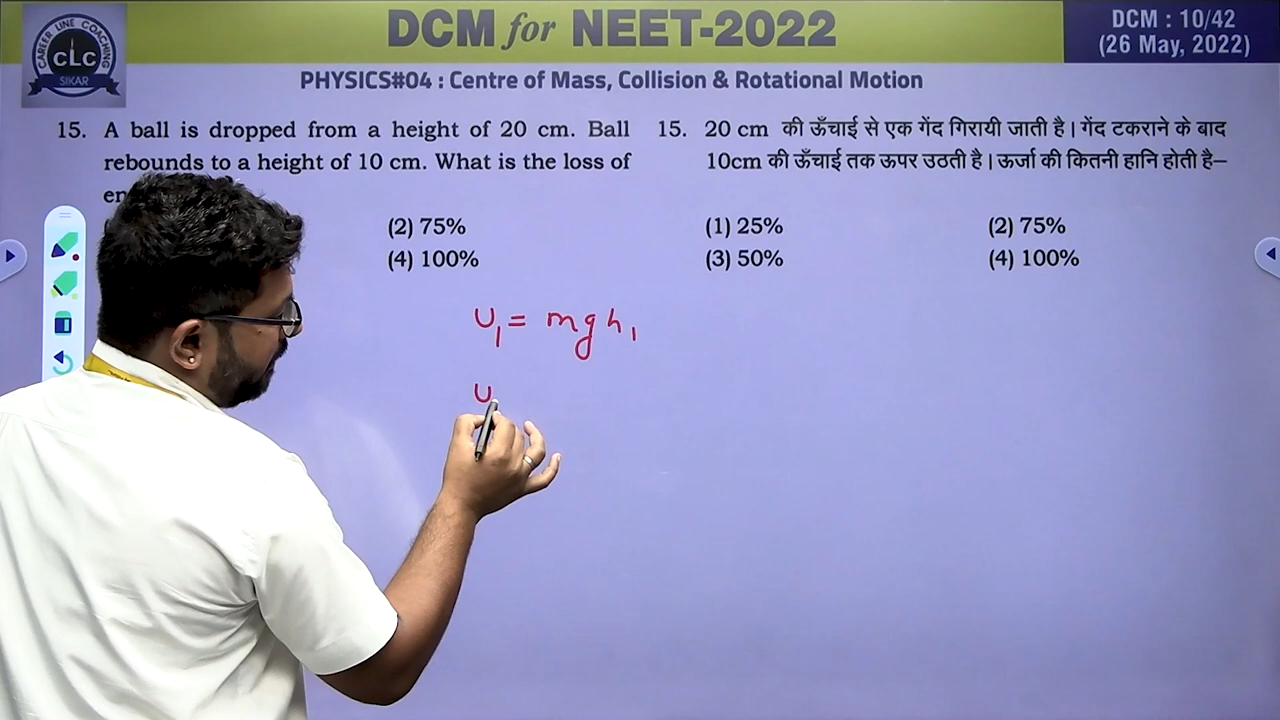 DCM for NEET-2022
DCM : 10/42
(26 May, 2022)
CAREER LINE COACHING
CLC
SIKAR
PHYSICS#04 : Centre of Mass, Collision & Rotational Motion
15. A ball is dropped from a height of 20 cm. Ball
rebounds to a height of 10 cm. What is the loss of
en
(2) 75%
(4) 100%
15. 20 cm की ऊँचाई से एक गेंद गिरायी जाती है। गेंद टकराने के बाद
10cm की ऊँचाई तक ऊपर उठती है। ऊर्जा की कितनी हानि होती है–
(1) 25% (2) 75%
(3) 50% (4) 100%
U₁ = mgh₁
U